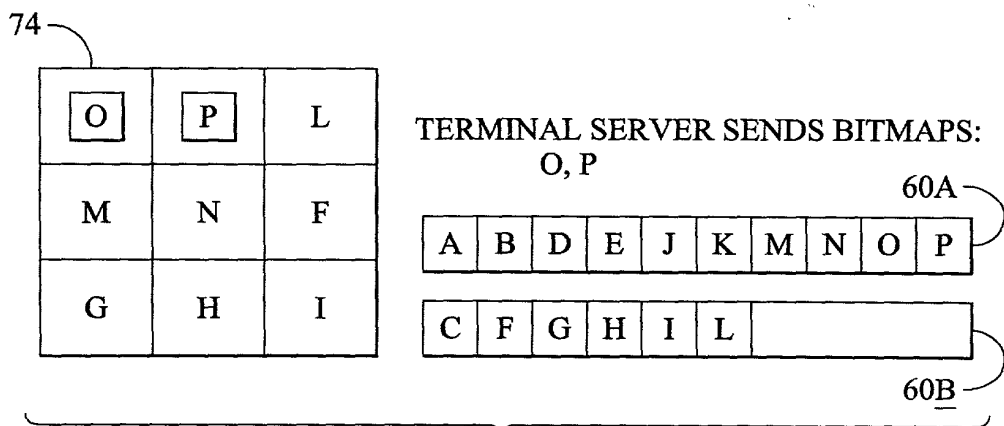 74
O P L
TERMINAL SERVER SENDS BITMAPS:
O, P
60A
M N F
A B D E J K M N O P
G H I
C F G H I L
60B